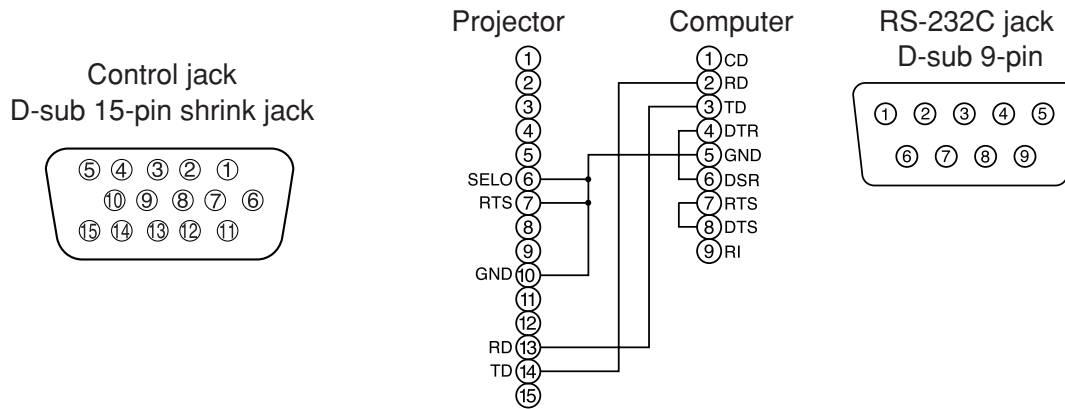 Control jack
D-sub 15-pin shrink jack
⑤ ④ ③ ② ①
⑩ ⑨ ⑧ ⑦ ⑥
⑮ ⑭ ⑬ ⑫ ⑪
Projector
①
②
③
④
⑤
SELO ⑥
RTS ⑦
⑧
⑨
GND ⑩
⑪
⑫
RD ⑬
TD ⑭
⑮
Computer
① CD
② RD
③ TD
④ DTR
⑤ GND
⑥ DSR
⑦ RTS
⑧ DTS
⑨ RI
RS-232C jack
D-sub 9-pin
① ② ③ ④ ⑤
⑥ ⑦ ⑧ ⑨